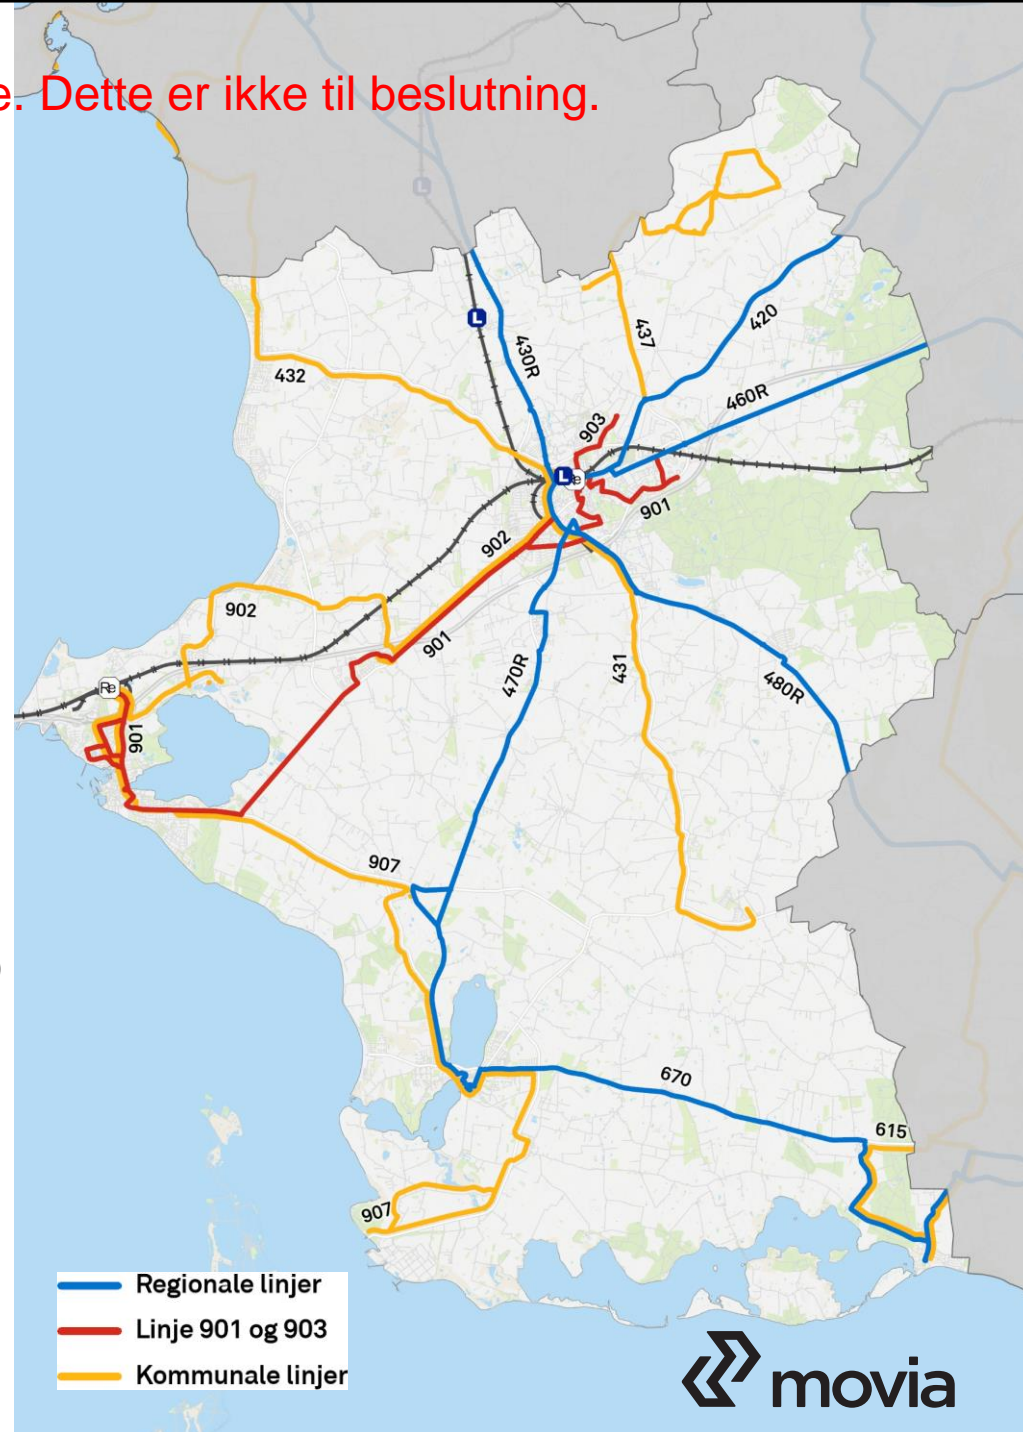 e. Dette er ikke til beslutning.
L
L
432
430R
437
420
460R
903
L
e
901
902
902
901
470R
431
480R
Re
901
907
670
615
907
Regionale linjer
Linje 901 og 903
Kommunale linjer
movia